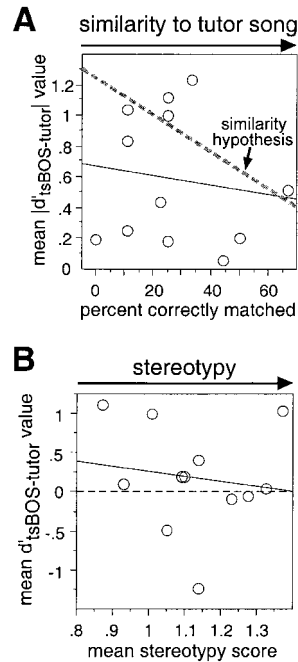 A
similarity to tutor song
mean |d'tsBOS-tutor| value
1.2
1
.8
.6
.4
.2
0
similarity
hypothesis
0 20 40 60
percent correctly matched
B
stereotypy
mean d'tsBOS-tutor value
1
.5
0
-.5
-1
.8 .9 1 1.1 1.2 1.3
mean stereotypy score